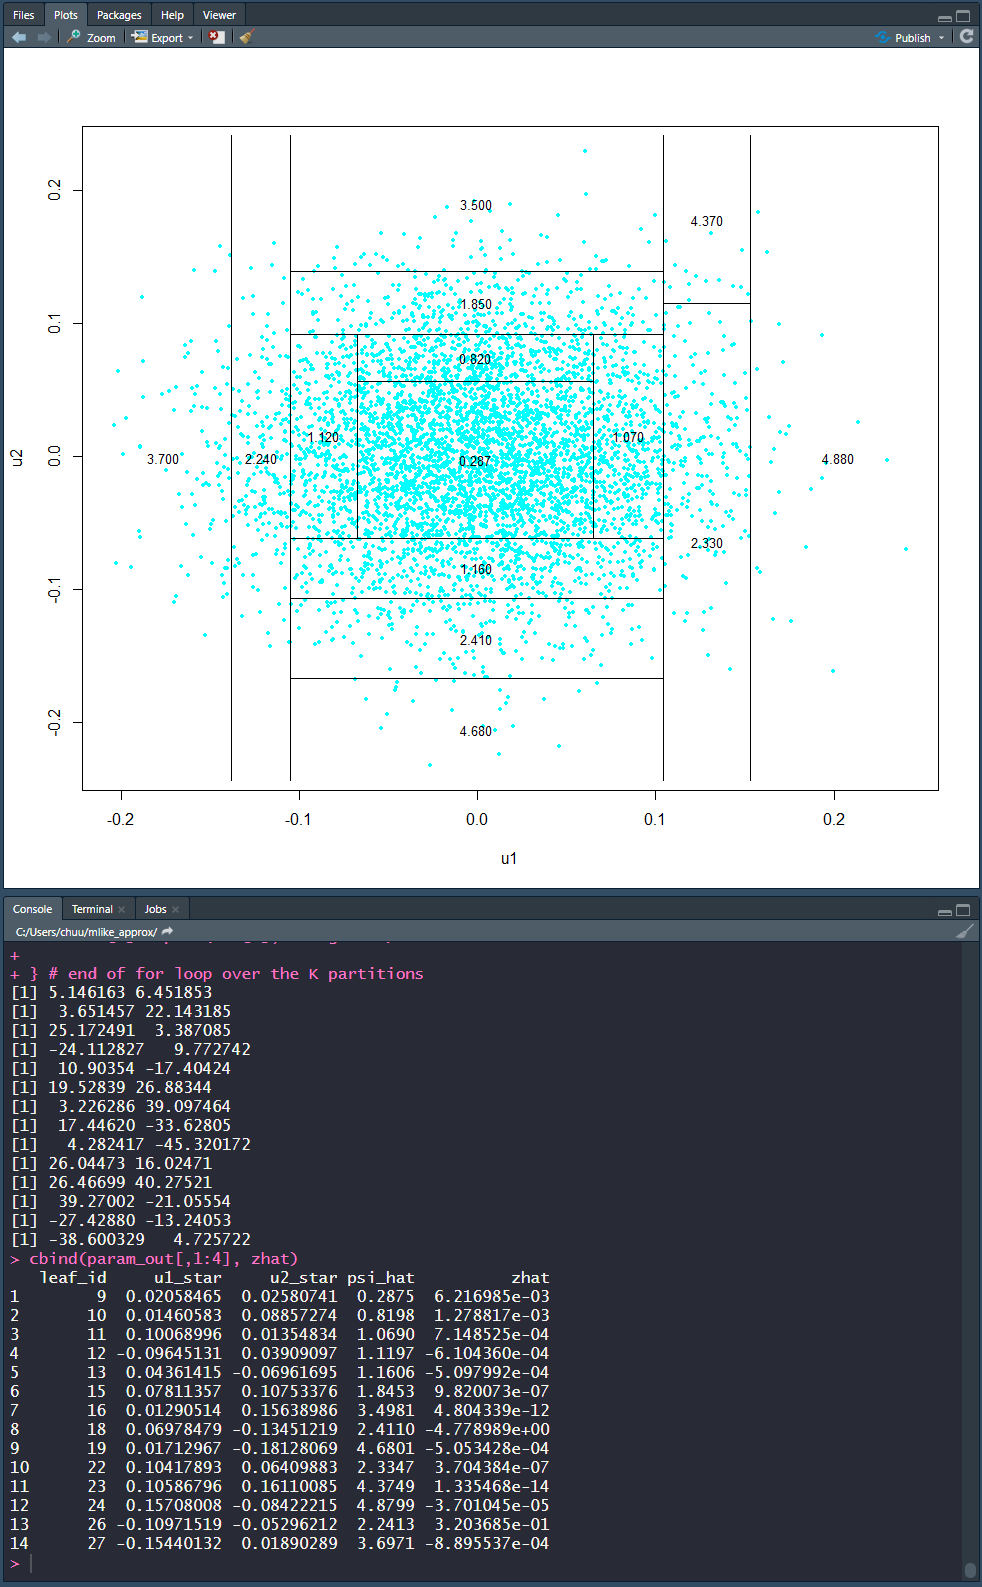 Files Plots Packages Help Viewer
Zoom Export Publish
3.500
4.370
1.850
0.820
1.120 1.070
3.700 2.240 0.287 4.880
2.330
1.160
2.410
4.680
0.2
0.1
0.0
-0.1
-0.2
u2
-0.2 -0.1 0.0 0.1 0.2
u1
Console Terminal Jobs
C:/Users/chuu/mlike_approx/
+
+ } # end of for loop over the K partitions
[1] 5.146163 6.451853
[1] 3.651457 22.143185
[1] 25.172491 3.387085
[1] -24.112827 9.772742
[1] 10.90354 -17.40424
[1] 19.52839 26.88344
[1] 3.226286 39.097464
[1] 17.44620 -33.62805
[1] 4.282417 -45.320172
[1] 26.04473 16.02471
[1] 26.46699 40.27521
[1] 39.27002 -21.05554
[1] -27.42880 -13.24053
[1] -38.600329 4.725722
> cbind(param_out[,1:4], zhat)
leaf_id u1_star u2_star psi_hat zhat
1 9 0.02058465 0.02580741 0.2875 6.216985e-03
2 10 0.01460583 0.08857274 0.8198 1.278817e-03
3 11 0.10068996 0.01354834 1.0690 7.148525e-04
4 12 -0.09645131 0.03909097 1.1197 -6.104360e-04
5 13 0.04361415 -0.06961695 1.1606 -5.097992e-04
6 15 0.07811357 0.10753376 1.8453 9.820073e-07
7 16 0.01290514 0.15638986 3.4981 4.804339e-12
8 18 0.06978479 -0.13451219 2.4110 -4.778989e+00
9 19 0.01712967 -0.18128069 4.6801 -5.053428e-04
10 22 0.10417893 0.06409883 2.3347 3.704384e-07
11 23 0.10586796 0.16110085 4.3749 1.335468e-14
12 24 0.15708008 -0.08422215 4.8799 -3.701045e-05
13 26 -0.10971519 -0.05296212 2.2413 3.203685e-01
14 27 -0.15440132 0.01890289 3.6971 -8.895537e-04
>